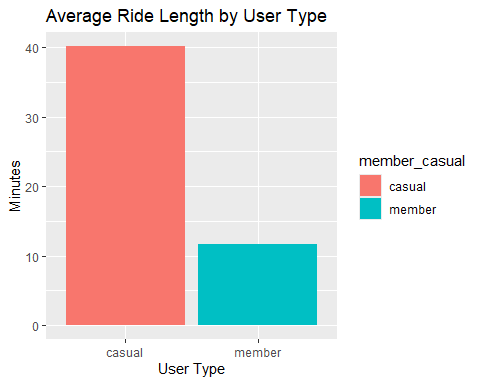 Average Ride Length by User Type
40
30
20
10
0
Minutes
casual
member
User Type
member_casual
casual
member